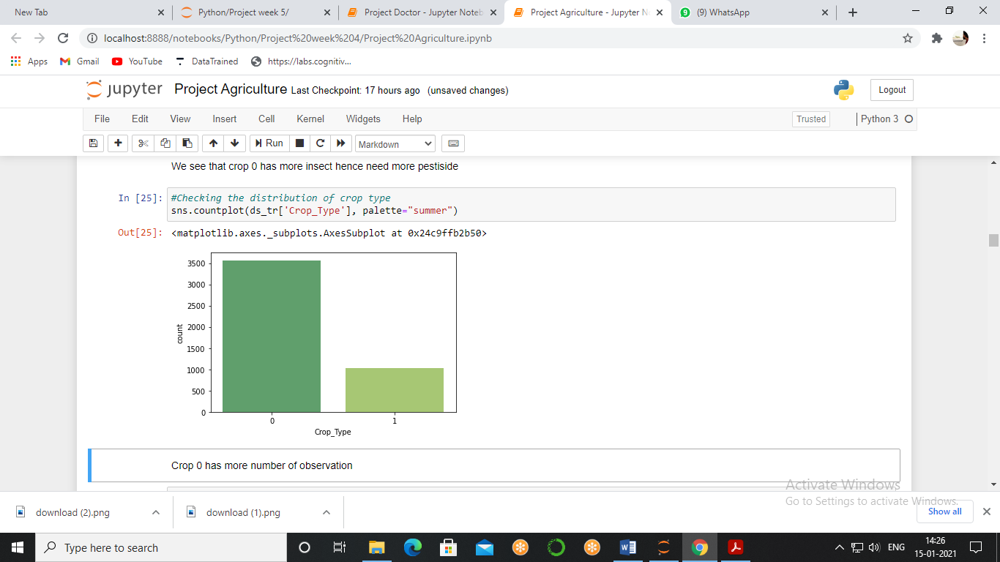 New Tab
Python/Project week 5/
Project Doctor - Jupyter Noteb
Project Agriculture - Jupyter N
9 (9) WhatsApp
localhost:8888/notebooks/Python/Project%20week%204/Project%20Agriculture.ipynb
Apps Gmail YouTube DataTrained https://labs.cognitiv...
jupyter Project Agriculture Last Checkpoint: 17 hours ago (unsaved changes) Logout
File Edit View Insert Cell Kernel Widgets Help Trusted Python 3
Run Markdown
We see that crop 0 has more insect hence need more pestiside
In [25]: #Checking the distribution of crop type
sns.countplot(ds_tr['Crop_Type'], palette="summer")
Out[25]: <matplotlib.axes._subplots.AxesSubplot at 0x24c9ffb2b50>
3500
3000
2500
2000
1500
1000
500
0
count
0 1
Crop_Type
Crop 0 has more number of observation
Activate Windows
Go to Settings to activate Windows.
download (2).png download (1).png Show all
Type here to search
ENG
14:26
15-01-2021